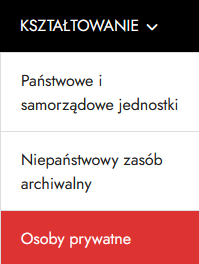 KSZTAŁTOWANIE
Państwowe i
samorządowe jednostki
Niepaństwowy zasób
archiwalny
Osoby prywatne